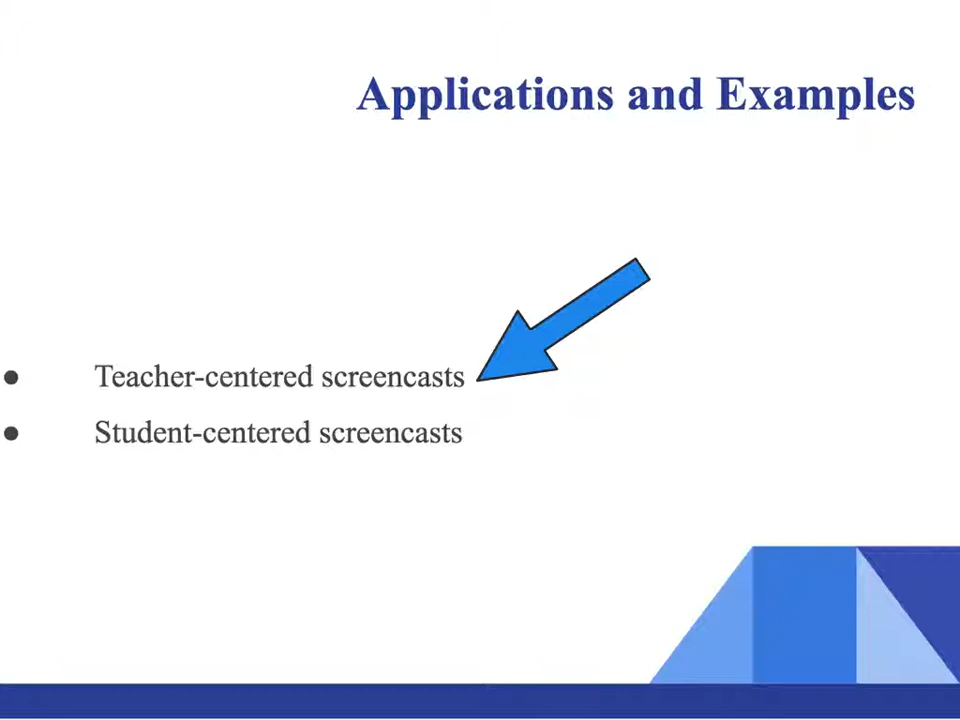 Applications and Examples
● Teacher-centered screencasts
● Student-centered screencasts